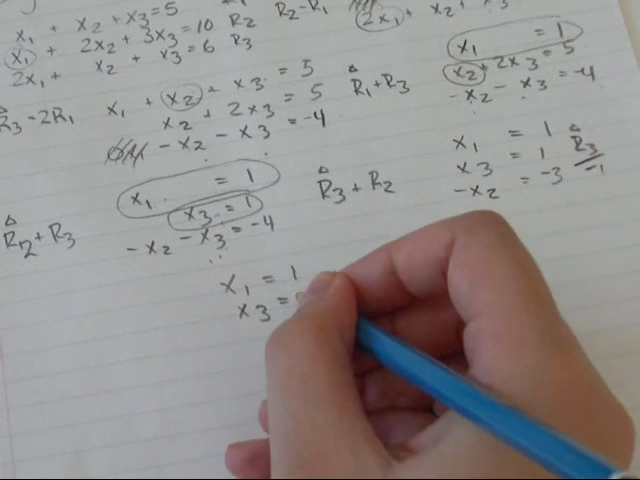 x₁ + x₂ + x₃ = 5
x₁ + 2x₂ + 3x₃ = 10 R₂ R₂-R₁
2x₁ + x₂ + x₃ = 6 R₃
2x₁ + x₂ +
R₃-2R₁ x₁ + x₂ + x₃ = 5
x₂ + 2x₃ = 5
-x₂ - x₃ = -4
R₁+R₃ x₁ = 1
x₂ + 2x₃ = 5
-x₂ - x₃ = -4
R₂+R₃ x₁ = 1
x₃ = 1
-x₂ - x₃ = -4
R₃+R₂ x₁ = 1
x₃ = 1
-x₂ = -3
R₃/-1
x₁ = 1
x₃ =